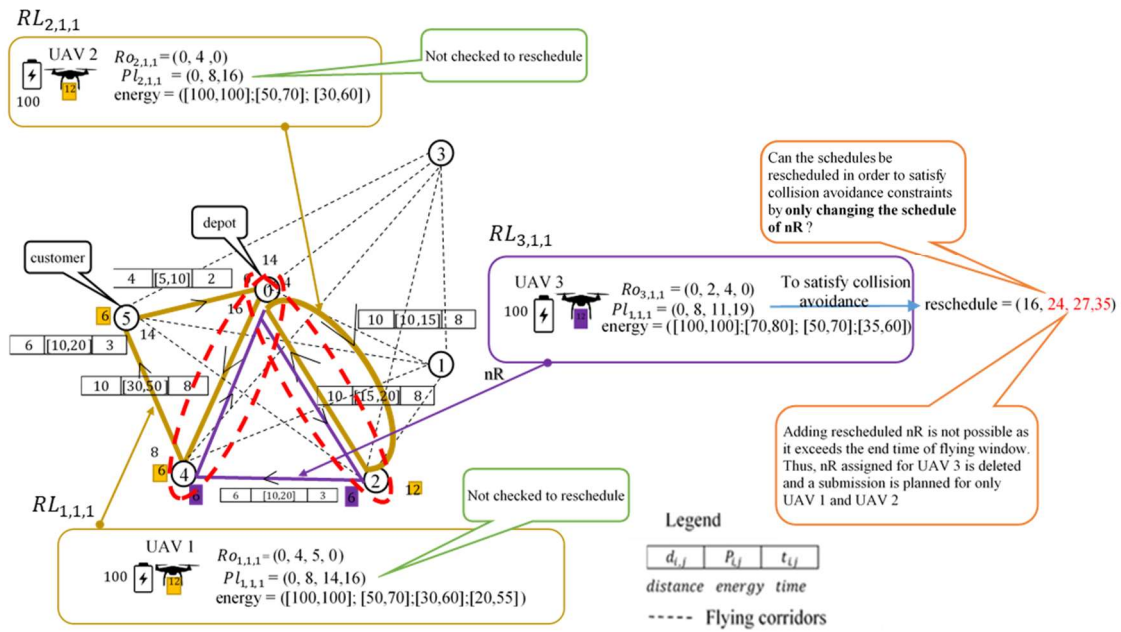 RL2,1,1
UAV 2
100
12
Ro2,1,1=(0, 4 ,0)
Pl2,1,1 = (0, 8,16)
energy = ([100,100];[50,70]; [30,60])
Not checked to reschedule
3
depot
customer
14
4 [5,10] 2
0
4
16
6
5
14
6 [10,20] 3
10 [10,15] 8
1
10 [30,50] 8
10 [15,20] 8
nR
8
6
4
2
6 [10,20] 3
6
12
RL3,1,1
UAV 3
100
12
Ro3,1,1 = (0, 2, 4, 0)
Pl1,1,1 = (0, 8, 11,19)
energy = ([100,100];[70,80]; [50,70];[35,60])
To satisfy collision
avoidance
reschedule = (16, 24, 27,35)
Can the schedules be
rescheduled in order to satisfy
collision avoidance constraints
by only changing the schedule
of nR ?
Adding rescheduled nR is not possible as
it exceeds the end time of flying window.
Thus, nR assigned for UAV 3 is deleted
and a submission is planned for only
UAV 1 and UAV 2
RL1,1,1
UAV 1
100
12
Ro1,1,1= (0, 4, 5, 0)
Pl1,1,1 = (0, 8, 14,16)
energy = ([100,100]; [50,70];[30,60];[20,55])
Not checked to reschedule
Legend
di,j Pi,j ti,j
distance energy time
Flying corridors